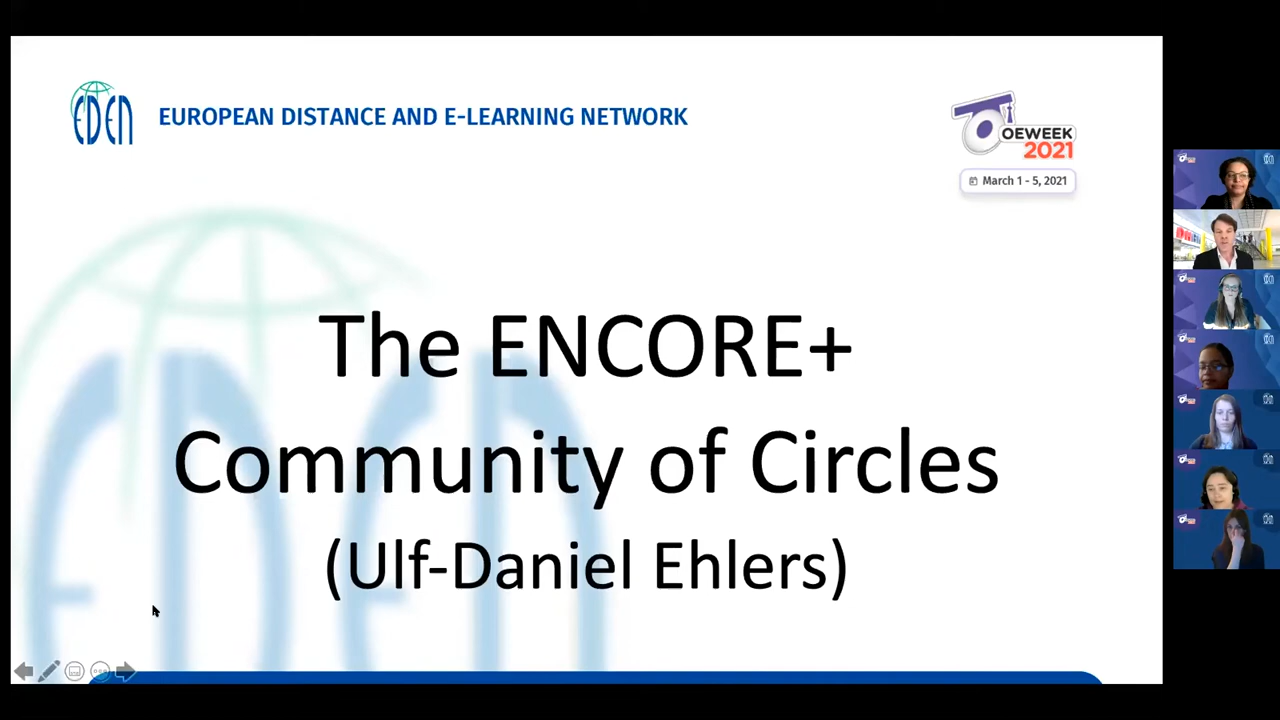 EDEN
EUROPEAN DISTANCE AND E-LEARNING NETWORK
OEWEEK
2021
March 1 - 5, 2021
The ENCORE+
Community of Circles
(Ulf-Daniel Ehlers)